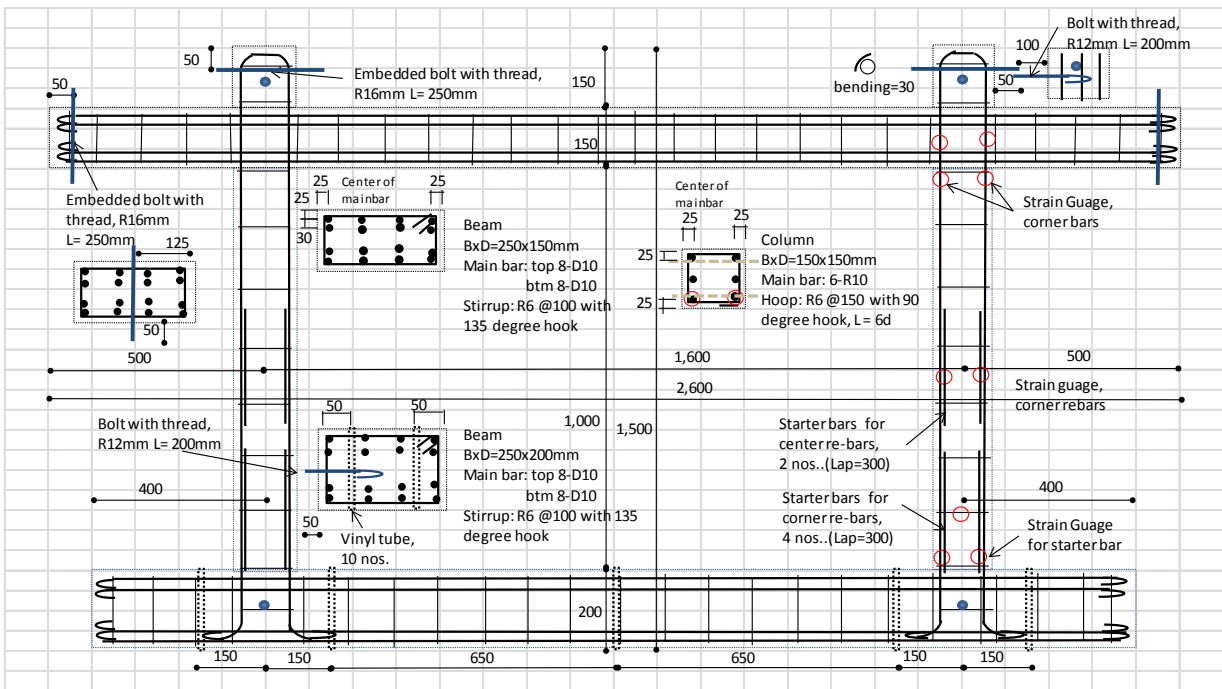 50
Embedded bolt with thread,
R16mm L= 250mm
150
bending=30
100
Bolt with thread,
R12mm L= 200mm
50
50
150
Embedded bolt with
thread, R16mm
L= 250mm
125
50
25
Center of
mainbar
25
25
30
Beam
BxD=250x150mm
Main bar: top 8-D10
btm 8-D10
Stirrup: R6 @100 with
135 degree hook
Center of
mainbar
25
25
25
25
Column
BxD=150x150mm
Main bar: 6-R10
Hoop: R6 @150 with 90
degree hook, L= 6d
Strain Guage,
corner bars
500
1,600
500
2,600
Strain guage,
corner rebars
Bolt with thread,
R12mm L= 200mm
400
50
50
50
Vinyl tube,
10 nos.
Beam
BxD=250x200mm
Main bar: top 8-D10
btm 8-D10
Stirrup: R6 @100 with 135
degree hook
1,000
1,500
Starter bars for
center re-bars,
2 nos..(Lap=300)
Starter bars for
corner re-bars,
4 nos..(Lap=300)
400
Strain Guage
for starter bar
200
150
150
650
650
150
150